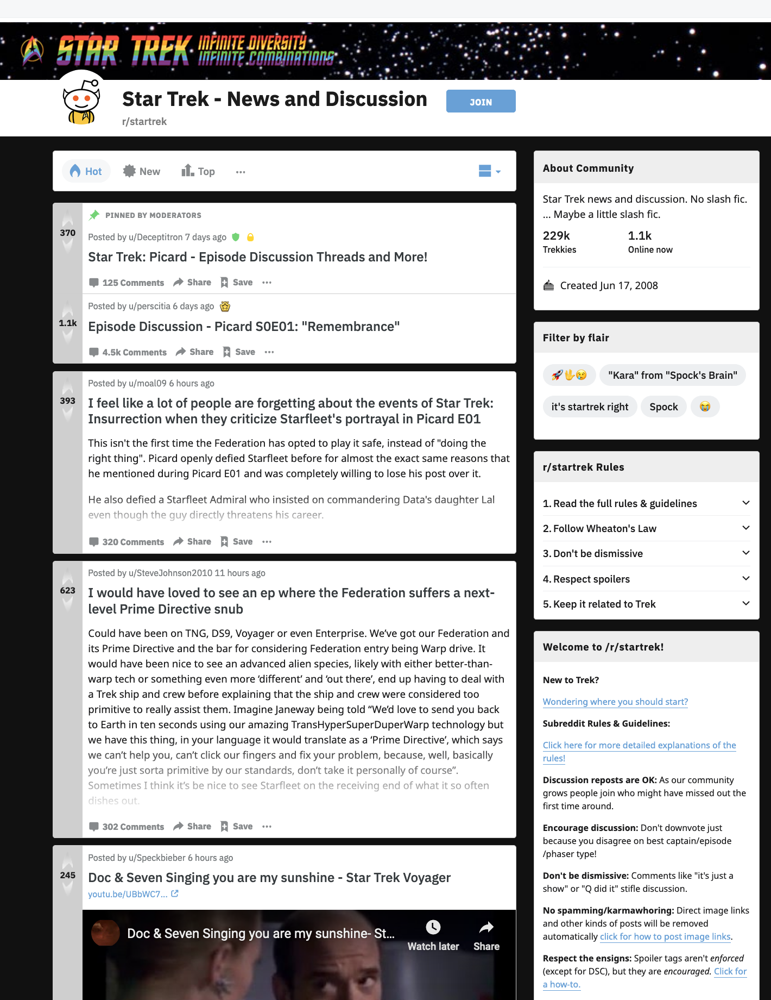 STAR TREK INFINITE DIVERSITY
INFINITE COMBINATIONS
Star Trek - News and Discussion
JOIN
r/startrek
Hot
New
Top
PINNED BY MODERATORS
370
Posted by u/Deceptitron 7 days ago
Star Trek: Picard - Episode Discussion Threads and More!
125 Comments Share Save
Posted by u/perscitia 6 days ago
1.1k
Episode Discussion - Picard S0E01: "Remembrance"
4.5k Comments Share Save
Posted by u/moal09 6 hours ago
393
I feel like a lot of people are forgetting about the events of Star Trek:
Insurrection when they criticize Starfleet's portrayal in Picard E01
This isn't the first time the Federation has opted to play it safe, instead of "doing the
right thing". Picard openly defied Starfleet before for almost the exact same reasons that
he mentioned during Picard E01 and was completely willing to lose his post over it.
He also defied a Starfleet Admiral who insisted on commandering Data's daughter Lal
even though the guy directly threatens his career.
320 Comments Share Save
Posted by u/SteveJohnson2010 11 hours ago
623
I would have loved to see an ep where the Federation suffers a next-
level Prime Directive snub
Could have been on TNG, DS9, Voyager or even Enterprise. We’ve got our Federation and
its Prime Directive and the bar for considering Federation entry being Warp drive. It
would have been nice to see an advanced alien species, likely with either better-than-
warp tech or something even more ‘different’ and ‘out there’, end up having to deal with
a Trek ship and crew before explaining that the ship and crew were considered too
primitive to really assist them. Imagine Janeway being told “We’d love to send you back
to Earth in ten seconds using our amazing TransHyperSuperDuperWarp technology but
we have this thing, in your language it would translate as a ‘Prime Directive’, which says
we can’t help you, can’t click our fingers and fix your problem, because, well, basically
you’re just sorta primitive by our standards, don’t take it personally of course”.
Sometimes I think it’s be nice to see Starfleet on the receiving end of what it so often
dishes out.
302 Comments Share Save
Posted by u/Speckbieber 6 hours ago
245
Doc & Seven Singing you are my sunshine - Star Trek Voyager
youtu.be/UBbWC7...
Doc & Seven Singing you are my sunshine- St...
Watch later
Share
About Community
Star Trek news and discussion. No slash fic.
... Maybe a little slash fic.
229k 1.1k
Trekkies Online now
Created Jun 17, 2008
Filter by flair
🚀🖖😢 "Kara" from "Spock's Brain"
it's startrek right Spock 😭
r/startrek Rules
1. Read the full rules & guidelines
2. Follow Wheaton's Law
3. Don't be dismissive
4. Respect spoilers
5. Keep it related to Trek
Welcome to /r/startrek!
New to Trek?
Wondering where you should start?
Subreddit Rules & Guidelines:
Click here for more detailed explanations of the
rules!
Discussion reposts are OK: As our community
grows people join who might have missed out the
first time around.
Encourage discussion: Don't downvote just
because you disagree on best captain/episode
/phaser type!
Don't be dismissive: Comments like "it's just a
show" or "Q did it" stifle discussion.
No spamming/karmawhoring: Direct image links
and other kinds of posts will be removed
automatically click for how to post image links.
Respect the ensigns: Spoiler tags aren't enforced
(except for DSC), but they are encouraged. Click for
a how-to.